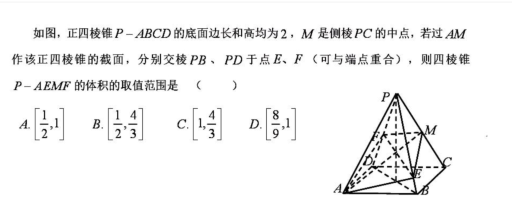 如图，正四棱锥 P－ABCD 的底面边长和高均为 2，M 是侧棱 PC 的中点，若过 AM
作该正四棱锥的截面，分别交棱 PB 、 PD 于点 E、F （可与端点重合），则四棱锥
P－AEMF 的体积的取值范围是 （ ）
A. [1/2,1] B. [1/2,4/3] C. [1,4/3] D. [8/9,1]
P
F M
D C
E
A B